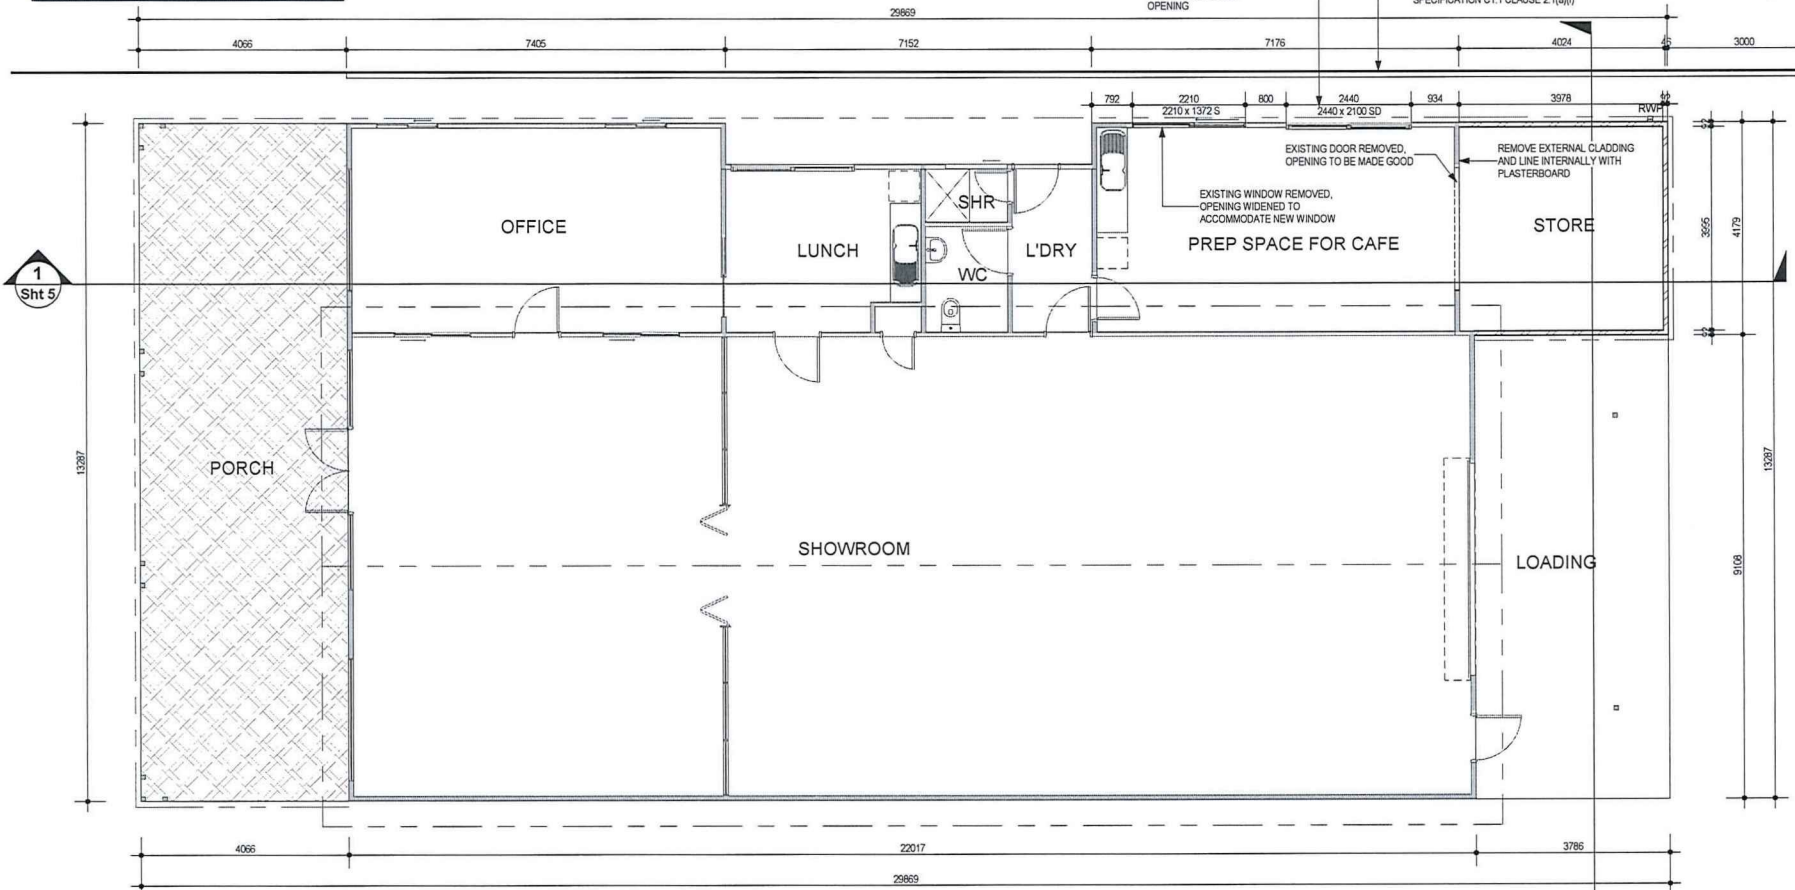 OPENING
29869
4066
7405
7152
7176
4024
3000
792
2210
800
2440
934
3978
2210 x 1372 S
2440 x 2100 SD
RWP
92
EXISTING DOOR REMOVED,
OPENING TO BE MADE GOOD
REMOVE EXTERNAL CLADDING
AND LINE INTERNALLY WITH
PLASTERBOARD
EXISTING WINDOW REMOVED,
OPENING WIDENED TO
ACCOMMODATE NEW WINDOW
OFFICE
LUNCH
SHR
WC
L'DRY
PREP SPACE FOR CAFE
STORE
3995
4179
92
1
Sht 5
13287
PORCH
SHOWROOM
LOADING
9108
13287
4066
22017
3786
29869